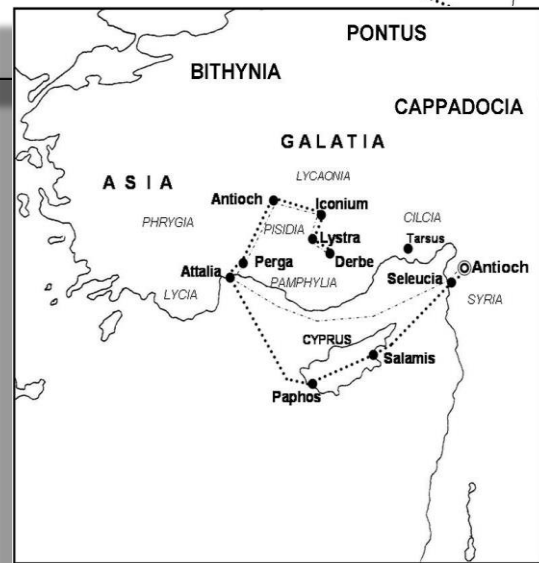 PONTUS
BITHYNIA
CAPPADOCIA
GALATIA
LYCAONIA
ASIA
Antioch
Iconium
PHRYGIA
PISIDIA
CILCIA
Lystra
Tarsus
Derbe
Perga
Attalia
PAMPHYLIA
Seleucia
Antioch
LYCIA
SYRIA
CYPRUS
Salamis
Paphos